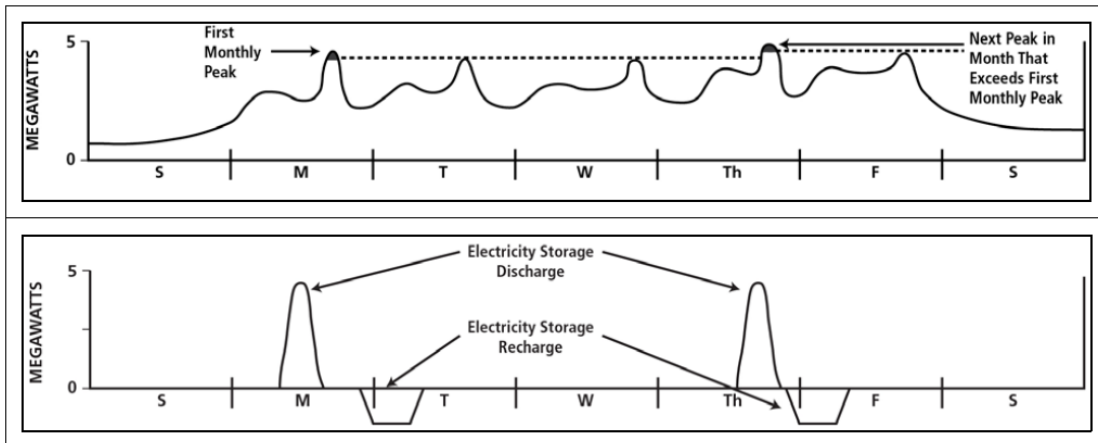 First
Monthly
Peak
Next Peak in
Month That
Exceeds First
Monthly Peak
MEGAWATTS
5
0
S M T W Th F S
Electricity Storage
Discharge
Electricity Storage
Recharge
MEGAWATTS
5
0
S M T W Th F S